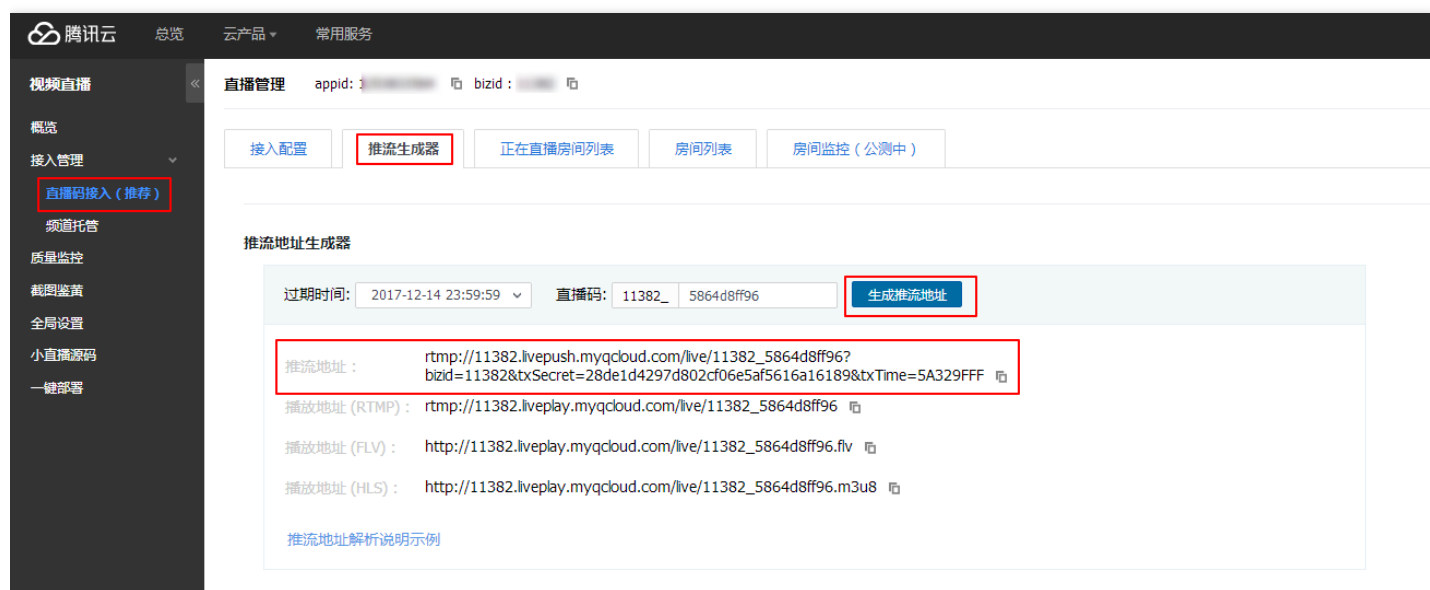 腾讯云 总览 云产品 常用服务
视频直播 «
直播管理 appid: bizid :
概览
接入管理
直播码接入（推荐）
频道托管
质量监控
截图鉴黄
全局设置
小直播源码
一键部署
接入配置 推流生成器 正在直播房间列表 房间列表 房间监控（公测中）
推流地址生成器
过期时间: 2017-12-14 23:59:59 直播码: 11382_ 5864d8ff96 生成推流地址
推流地址： rtmp://11382.livepush.myqcloud.com/live/11382_5864d8ff96?
bizid=11382&txSecret=28de1d4297d802cf06e5af5616a16189&txTime=5A329FFF
播放地址 (RTMP)： rtmp://11382.liveplay.myqcloud.com/live/11382_5864d8ff96
播放地址 (FLV)： http://11382.liveplay.myqcloud.com/live/11382_5864d8ff96.flv
播放地址 (HLS)： http://11382.liveplay.myqcloud.com/live/11382_5864d8ff96.m3u8
推流地址解析说明示例